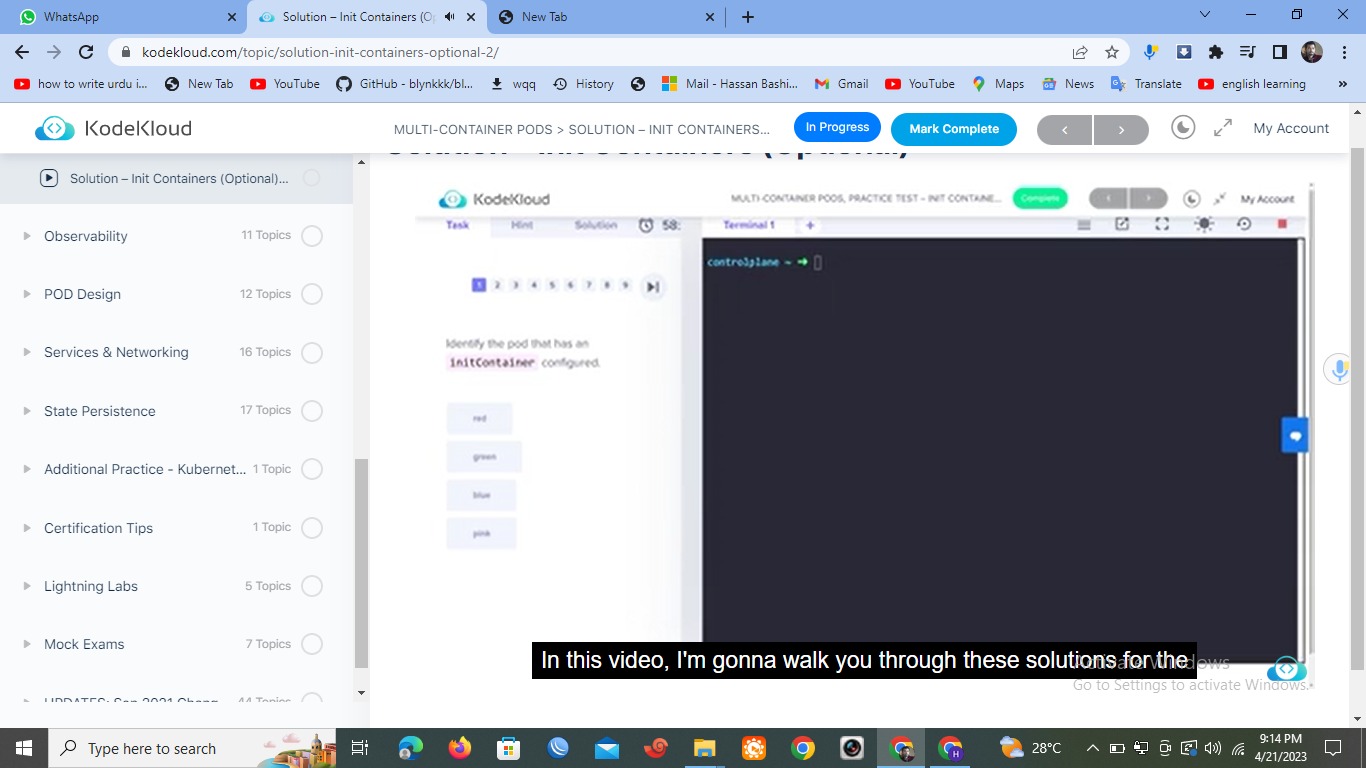 WhatsApp
Solution – Init Containers (O
New Tab
kodekloud.com/topic/solution-init-containers-optional-2/
how to write urdu i...
New Tab
YouTube
GitHub - blynkkk/bl...
wqq
History
Mail - Hassan Bashi...
Gmail
YouTube
Maps
News
Translate
english learning
»
KodeKloud
MULTI-CONTAINER PODS > SOLUTION – INIT CONTAINERS...
In Progress
Mark Complete
My Account
Solution – Init Containers (Optional)
Solution – Init Containers (Optional)...
Observability
11 Topics
POD Design
12 Topics
Services & Networking
16 Topics
State Persistence
17 Topics
Additional Practice - Kubernet...
1 Topic
Certification Tips
1 Topic
Lightning Labs
5 Topics
Mock Exams
7 Topics
UPDATES: Sep 2021 Chang...
44 Topics
KodeKloud
MULTI-CONTAINER PODS, PRACTICE TEST – INIT CONTAINE...
Complete
My Account
Task
Hint
Solution
58:
Terminal 1
+
controlplane ~ ➜
1 2 3 4 5 6 7 8 9
Identify the pod that has an
initContainer configured.
red
green
blue
pink
In this video, I'm gonna walk you through these solutions for the
Activate Windows
Go to Settings to activate Windows.
Type here to search
28°C
9:14 PM
4/21/2023